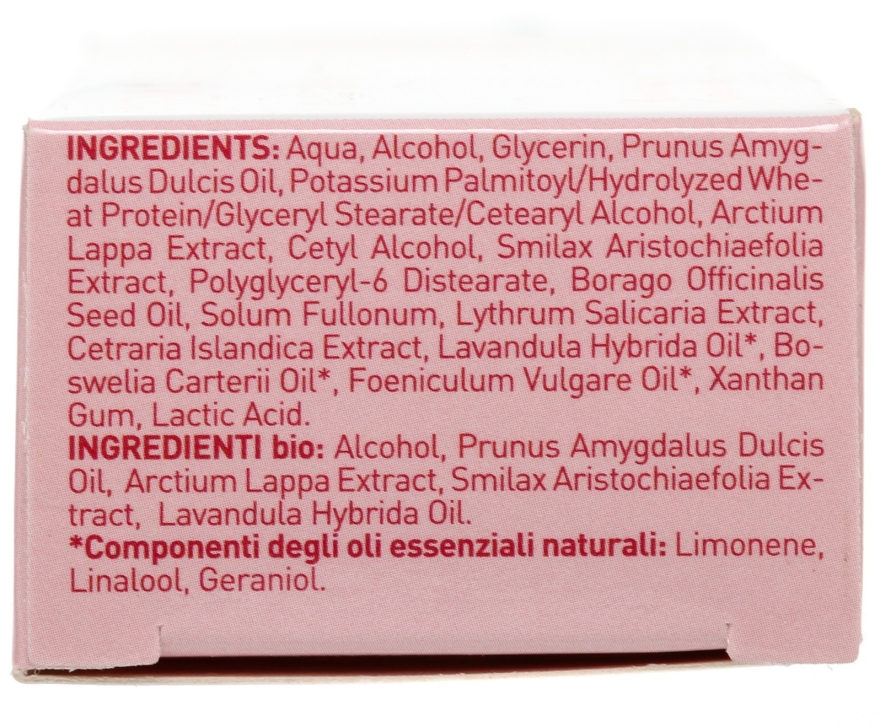 INGREDIENTS: Aqua, Alcohol, Glycerin, Prunus Amyg-
dalus Dulcis Oil, Potassium Palmitoyl/Hydrolyzed Whe-
at Protein/Glyceryl Stearate/Cetearyl Alcohol, Arctium
Lappa Extract, Cetyl Alcohol, Smilax Aristochiaefolia
Extract, Polyglyceryl-6 Distearate, Borago Officinalis
Seed Oil, Solum Fullonum, Lythrum Salicaria Extract,
Cetraria Islandica Extract, Lavandula Hybrida Oil*, Bo-
swelia Carterii Oil*, Foeniculum Vulgare Oil*, Xanthan
Gum, Lactic Acid.
INGREDIENTI bio: Alcohol, Prunus Amygdalus Dulcis
Oil, Arctium Lappa Extract, Smilax Aristochiaefolia Ex-
tract, Lavandula Hybrida Oil.
*Componenti degli oli essenziali naturali: Limonene,
Linalool, Geraniol.